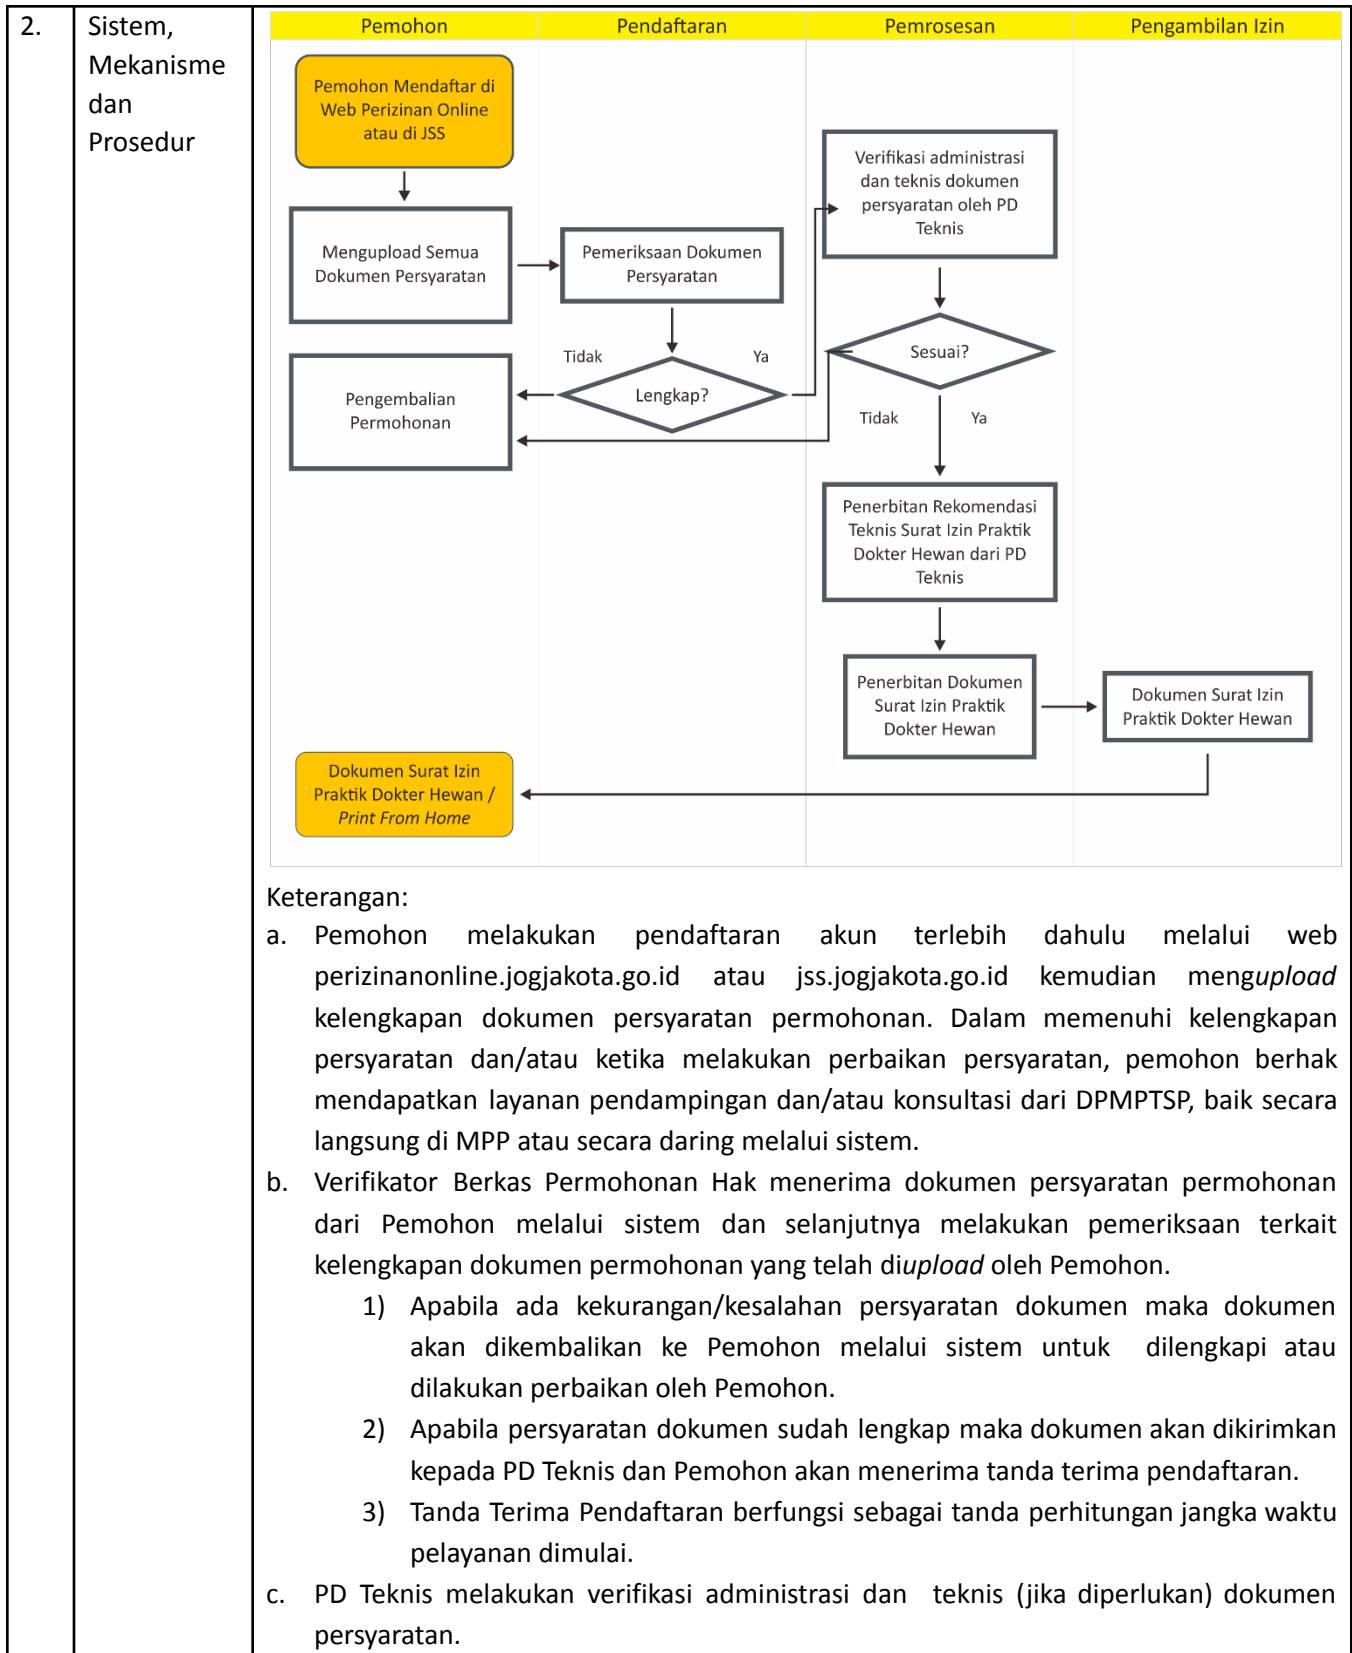 2.
Sistem,
Mekanisme
dan
Prosedur
Pemohon
Pendaftaran
Pemrosesan
Pengambilan Izin
Pemohon Mendaftar di
Web Perizinan Online
atau di JSS
Mengupload Semua
Dokumen Persyaratan
Pemeriksaan Dokumen
Persyaratan
Verifikasi administrasi
dan teknis dokumen
persyaratan oleh PD
Teknis
Tidak
Ya
Lengkap?
Pengembalian
Permohonan
Sesuai?
Tidak
Ya
Penerbitan Rekomendasi
Teknis Surat Izin Praktik
Dokter Hewan dari PD
Teknis
Penerbitan Dokumen
Surat Izin Praktik
Dokter Hewan
Dokumen Surat Izin
Praktik Dokter Hewan
Dokumen Surat Izin
Praktik Dokter Hewan /
Print From Home
Keterangan:
a. Pemohon melakukan pendaftaran akun terlebih dahulu melalui web
perizinanonline.jogjakota.go.id atau jss.jogjakota.go.id kemudian mengupload
kelengkapan dokumen persyaratan permohonan. Dalam memenuhi kelengkapan
persyaratan dan/atau ketika melakukan perbaikan persyaratan, pemohon berhak
mendapatkan layanan pendampingan dan/atau konsultasi dari DPMPTSP, baik secara
langsung di MPP atau secara daring melalui sistem.
b. Verifikator Berkas Permohonan Hak menerima dokumen persyaratan permohonan
dari Pemohon melalui sistem dan selanjutnya melakukan pemeriksaan terkait
kelengkapan dokumen permohonan yang telah diupload oleh Pemohon.
1) Apabila ada kekurangan/kesalahan persyaratan dokumen maka dokumen
akan dikembalikan ke Pemohon melalui sistem untuk dilengkapi atau
dilakukan perbaikan oleh Pemohon.
2) Apabila persyaratan dokumen sudah lengkap maka dokumen akan dikirimkan
kepada PD Teknis dan Pemohon akan menerima tanda terima pendaftaran.
3) Tanda Terima Pendaftaran berfungsi sebagai tanda perhitungan jangka waktu
pelayanan dimulai.
c. PD Teknis melakukan verifikasi administrasi dan teknis (jika diperlukan) dokumen
persyaratan.